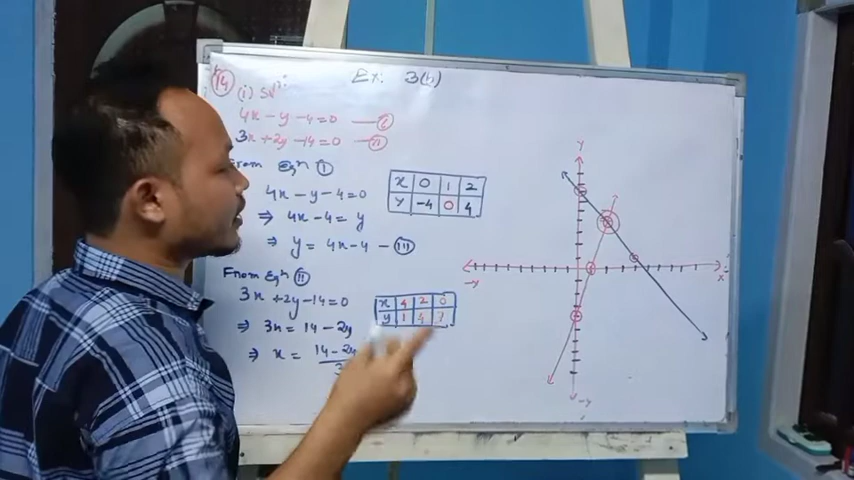 14 (i) Solⁿ: Ex: 3(b)
4x - y - 4 = 0 — (i)
3x + 2y - 14 = 0 — (ii)
From Eqⁿ (I)
4x - y - 4 = 0
⇒ 4x - 4 = y
⇒ y = 4x - 4 — (III)
x 0 1 2
y -4 0 4
From Eqⁿ (II)
3x + 2y - 14 = 0
⇒ 3x = 14 - 2y
⇒ x = 14 - 2y / 3
x 4 2 0
y 1 4 7
Y
X
-y